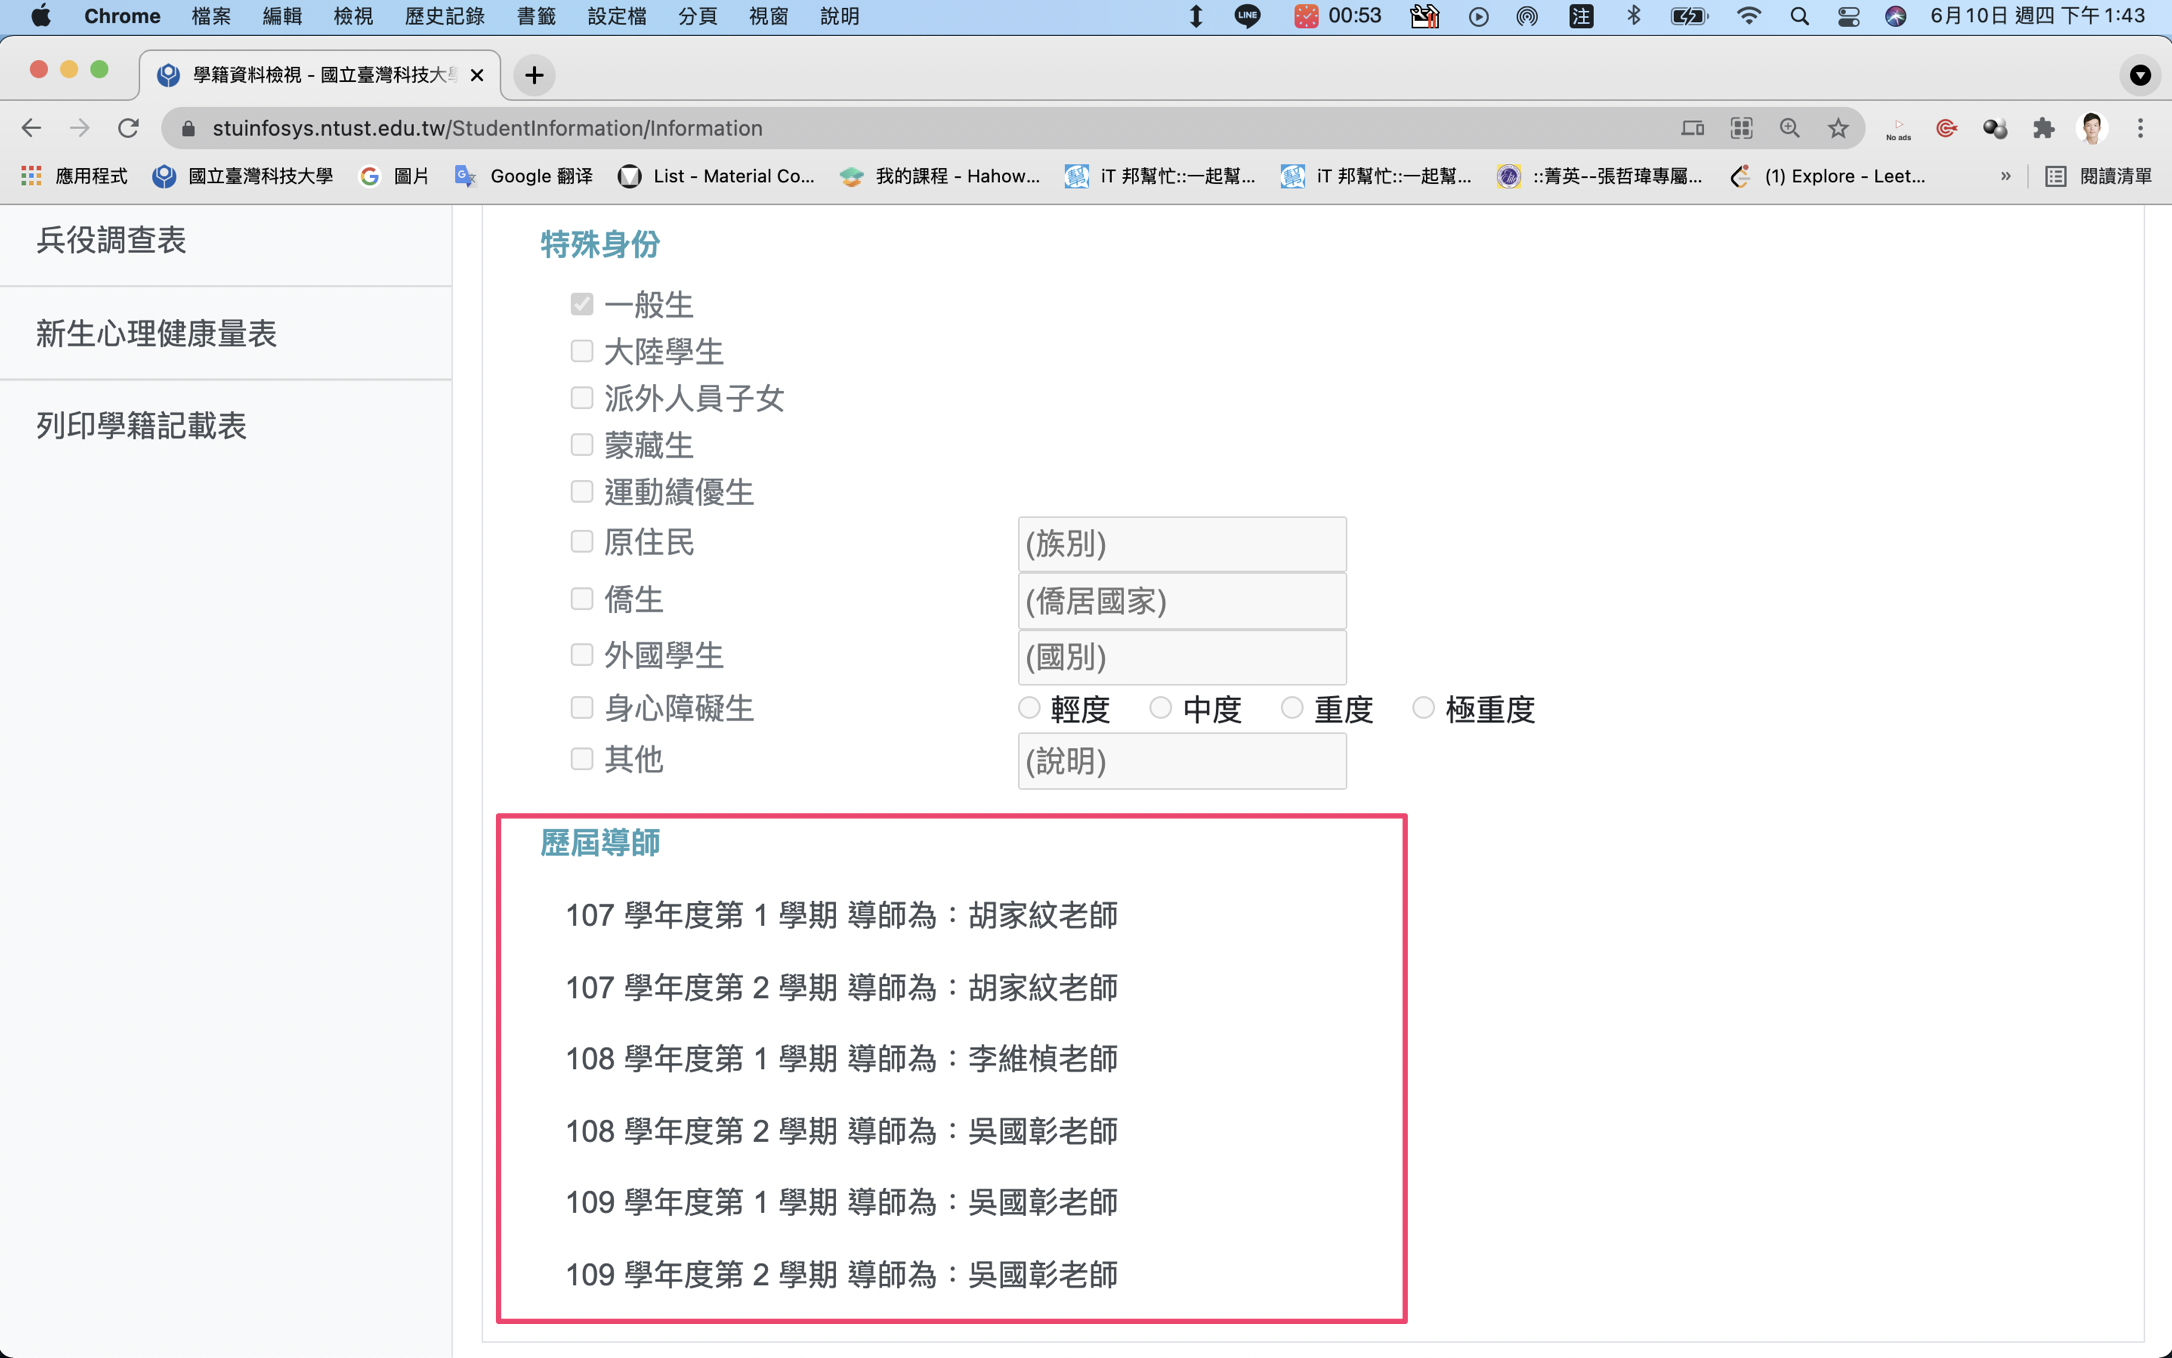 Chrome 檔案 編輯 檢視 歷史記錄 書籤 設定檔 分頁 視窗 說明 LINE 00:53 注 6月10日 週四 下午1:43
學籍資料檢視 - 國立臺灣科技大學
stuinfosys.ntust.edu.tw/StudentInformation/Information No ads
應用程式 國立臺灣科技大學 圖片 Google 翻译 List - Material Co... 我的課程 - Hahow... iT 邦幫忙::一起幫... iT 邦幫忙::一起幫... ::菁英--張哲瑋專屬... (1) Explore - Leet... » 閱讀清單
兵役調查表
新生心理健康量表
列印學籍記載表
特殊身份
一般生
大陸學生
派外人員子女
蒙藏生
運動績優生
原住民 (族別)
僑生 (僑居國家)
外國學生 (國別)
身心障礙生 輕度 中度 重度 極重度
其他 (說明)
歷屆導師
107 學年度第 1 學期 導師為：胡家紋老師
107 學年度第 2 學期 導師為：胡家紋老師
108 學年度第 1 學期 導師為：李維楨老師
108 學年度第 2 學期 導師為：吳國彰老師
109 學年度第 1 學期 導師為：吳國彰老師
109 學年度第 2 學期 導師為：吳國彰老師